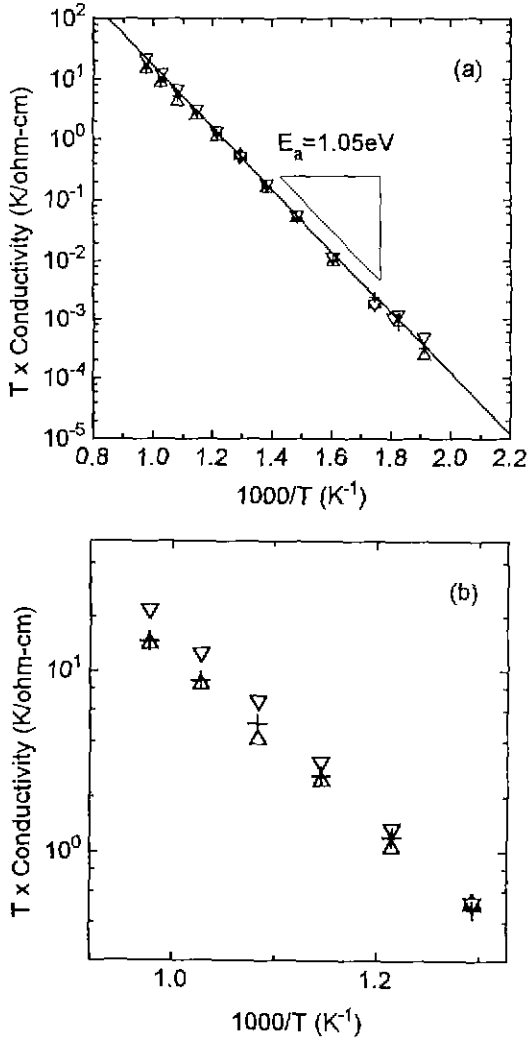 (a)
E_a=1.05eV
T x Conductivity (K/ohm-cm)
10^2
10^1
10^0
10^-1
10^-2
10^-3
10^-4
10^-5
0.8 1.0 1.2 1.4 1.6 1.8 2.0 2.2
1000/T (K^-1)
(b)
T x Conductivity (K/ohm-cm)
10^1
10^0
1.0 1.2
1000/T (K^-1)